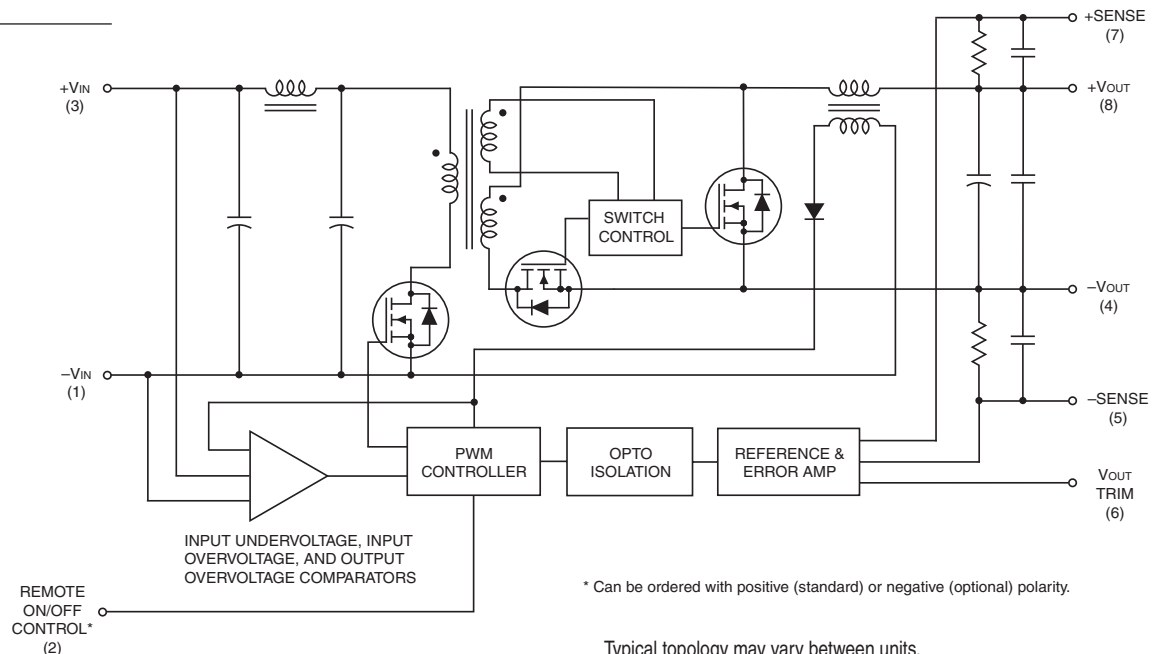 +SENSE
(7)
+VIN
(3)
+VOUT
(8)
SWITCH
CONTROL
–VOUT
(4)
–VIN
(1)
–SENSE
(5)
PWM
CONTROLLER
OPTO
ISOLATION
REFERENCE &
ERROR AMP
VOUT
TRIM
(6)
INPUT UNDERVOLTAGE, INPUT
OVERVOLTAGE, AND OUTPUT
OVERVOLTAGE COMPARATORS
REMOTE
ON/OFF
CONTROL*
(2)
* Can be ordered with positive (standard) or negative (optional) polarity.
Typical topology may vary between units.